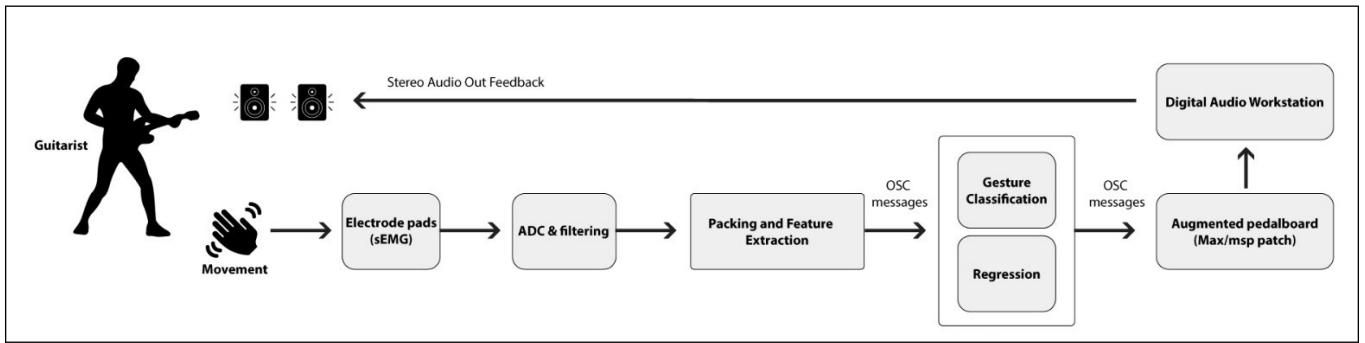 Stereo Audio Out Feedback
Digital Audio Workstation
Guitarist
OSC
messages
Gesture
Classification
OSC
messages
Electrode pads
(sEMG)
ADC & filtering
Packing and Feature
Extraction
Augmented pedalboard
(Max/msp patch)
Movement
Regression